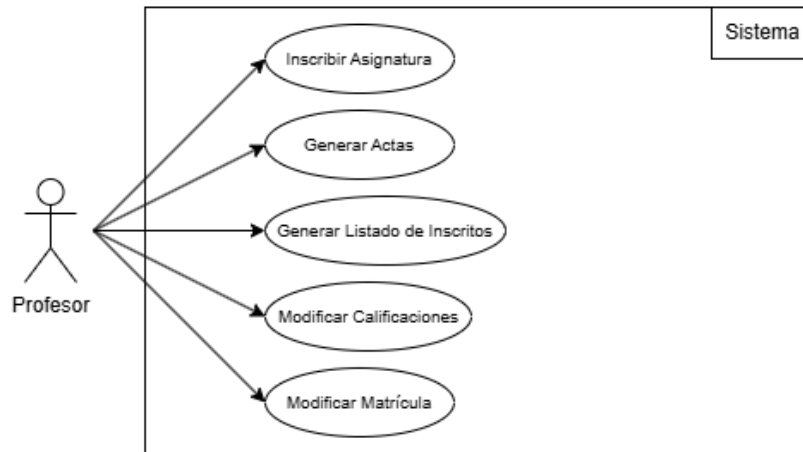 Sistema
Inscribir Asignatura
Generar Actas
Generar Listado de Inscritos
Profesor
Modificar Calificaciones
Modificar Matrícula